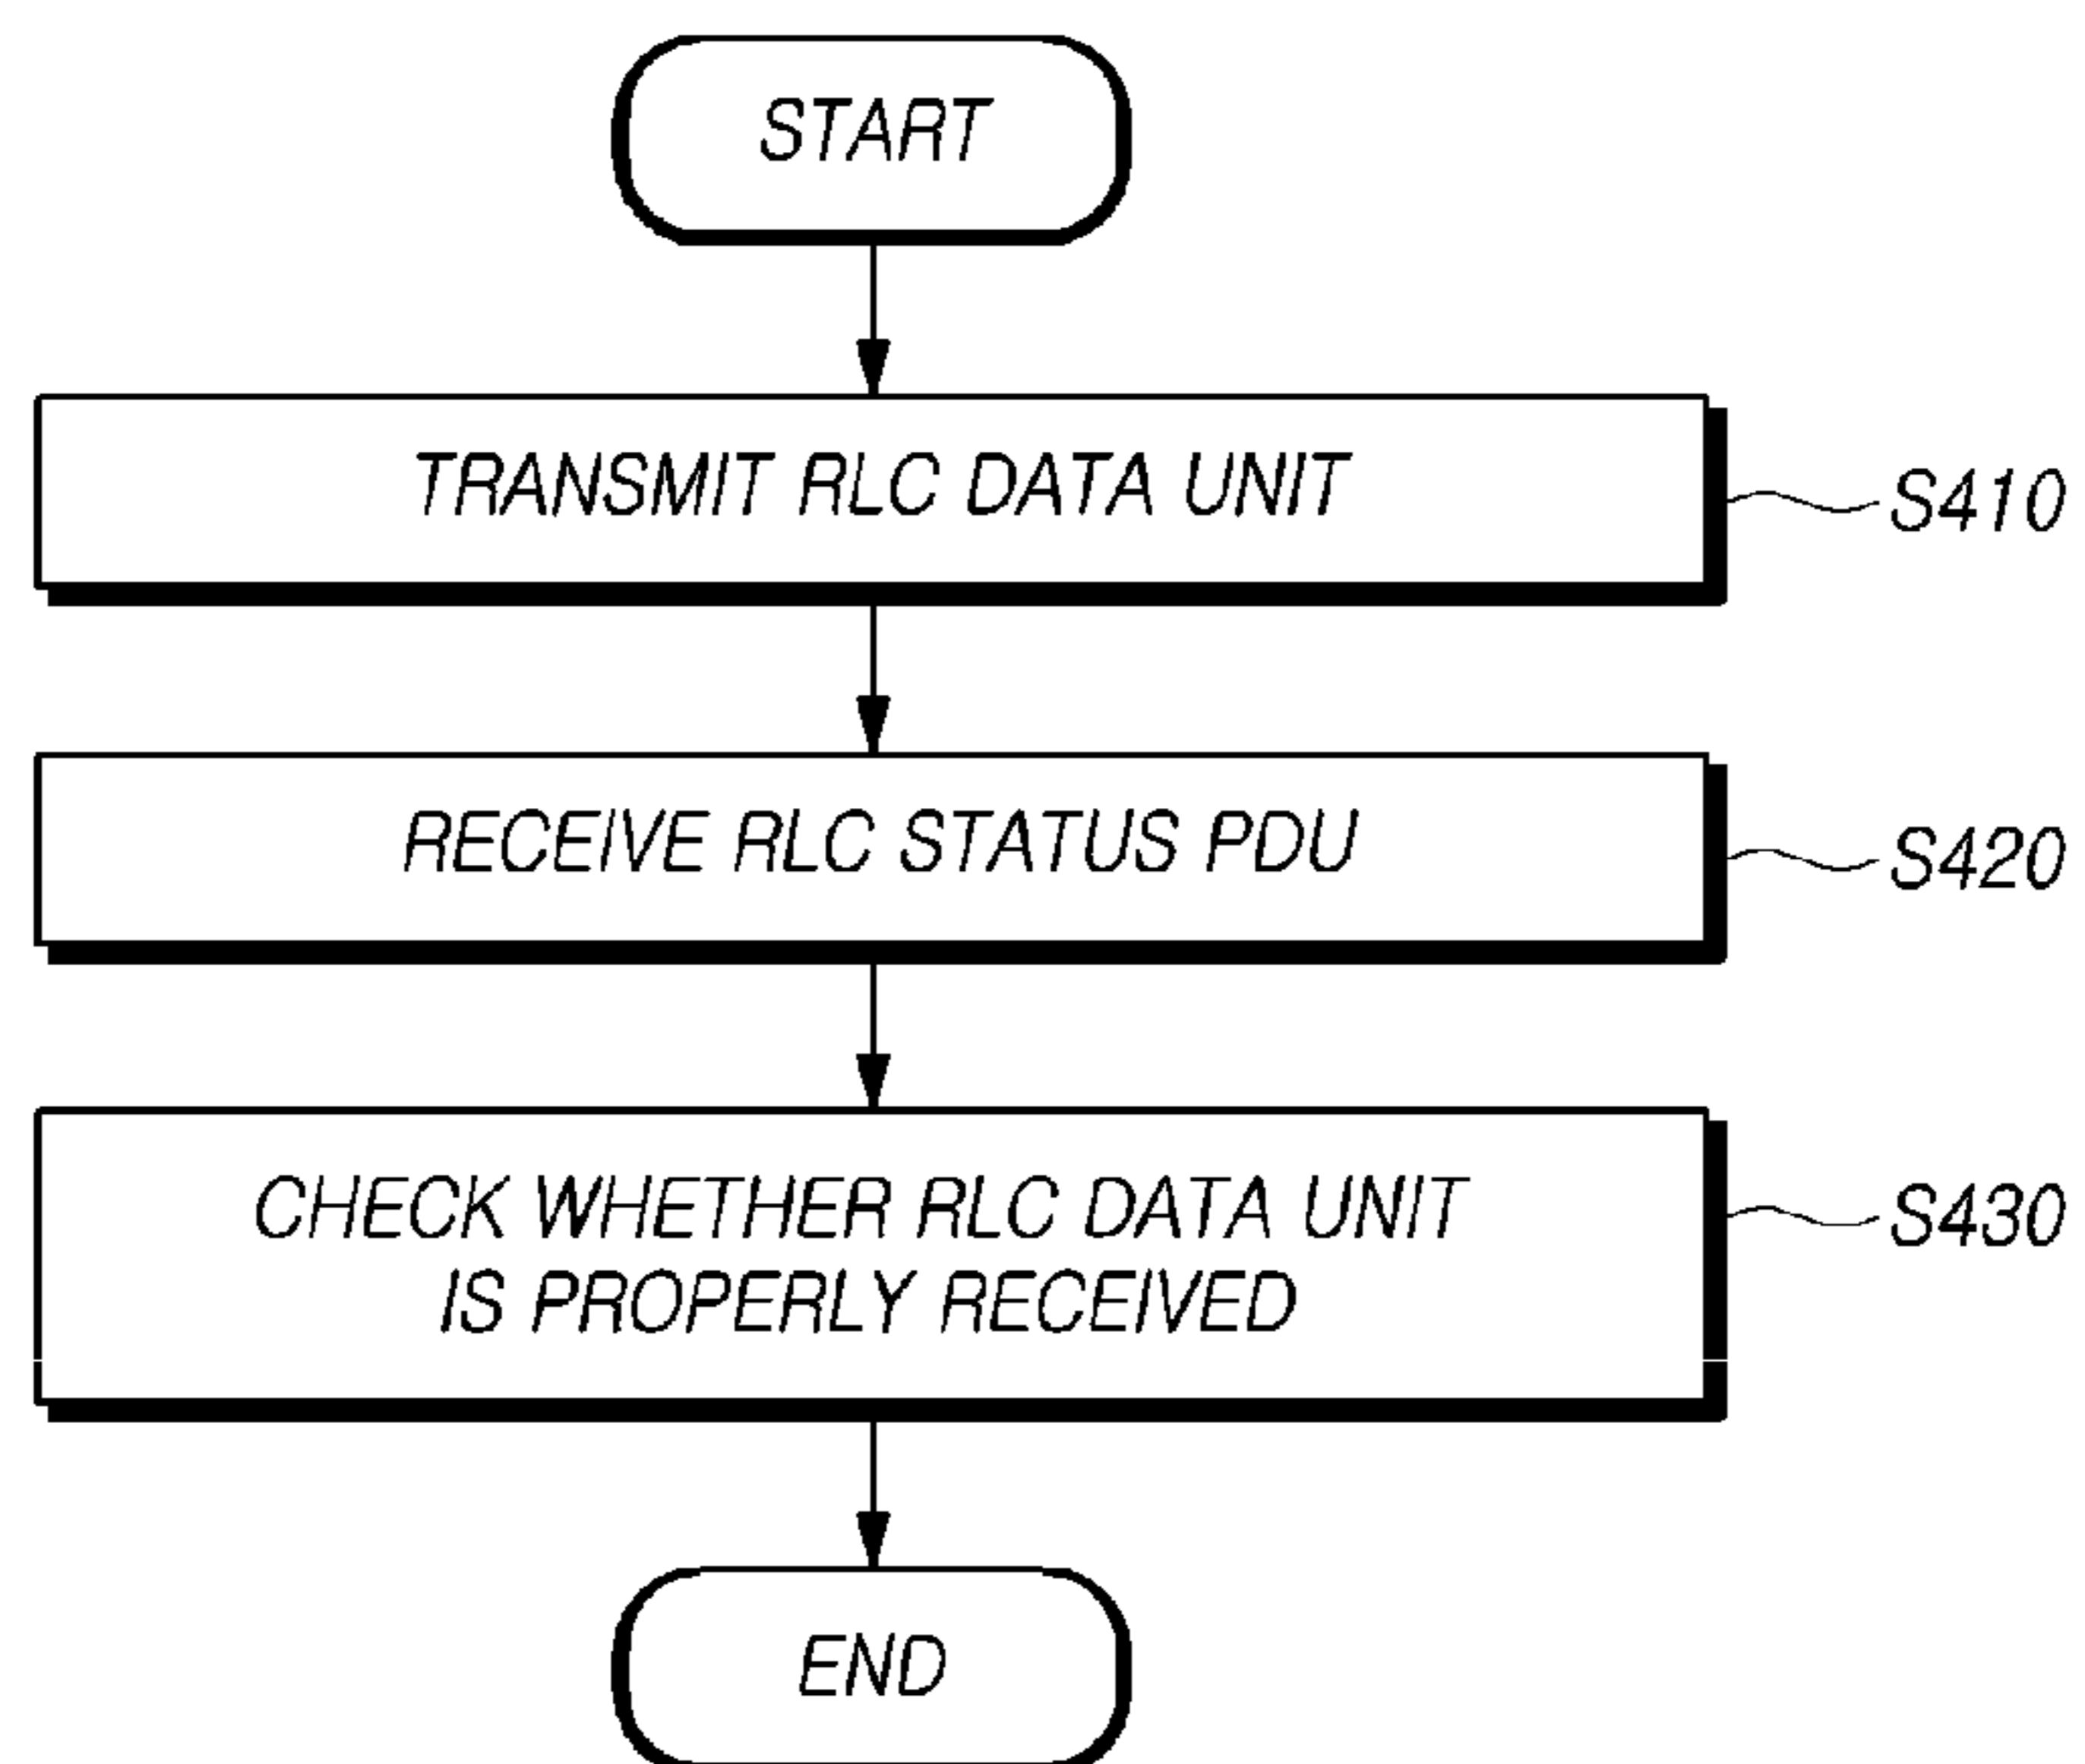 START
TRANSMIT RLC DATA UNIT
S410
RECEIVE RLC STATUS PDU
S420
CHECK WHETHER RLC DATA UNIT
IS PROPERLY RECEIVED
S430
END